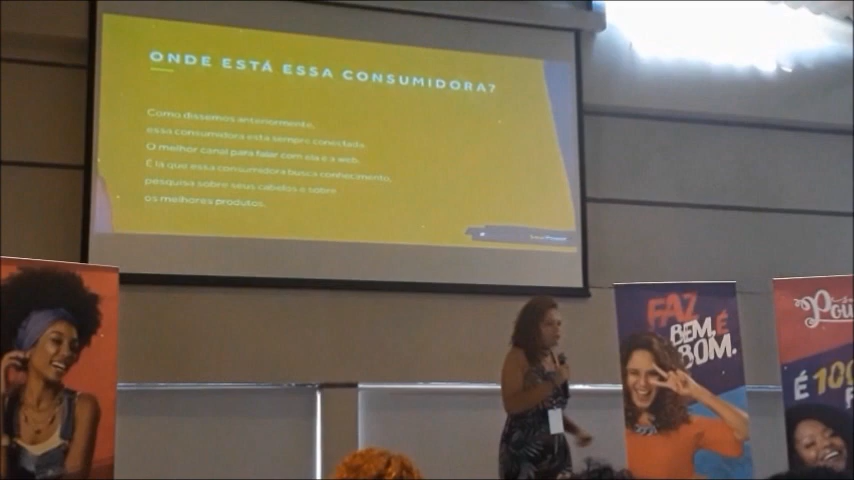 ONDE ESTÁ ESSA CONSUMIDORA?
Como dissemos anteriormente,
essa consumidora está sempre conectada.
O melhor canal para falar com ela é a web.
É lá que essa consumidora busca conhecimento,
pesquisa sobre seus cabelos e sobre
os melhores produtos.
FAZ
BEM, É
BOM.
É 100